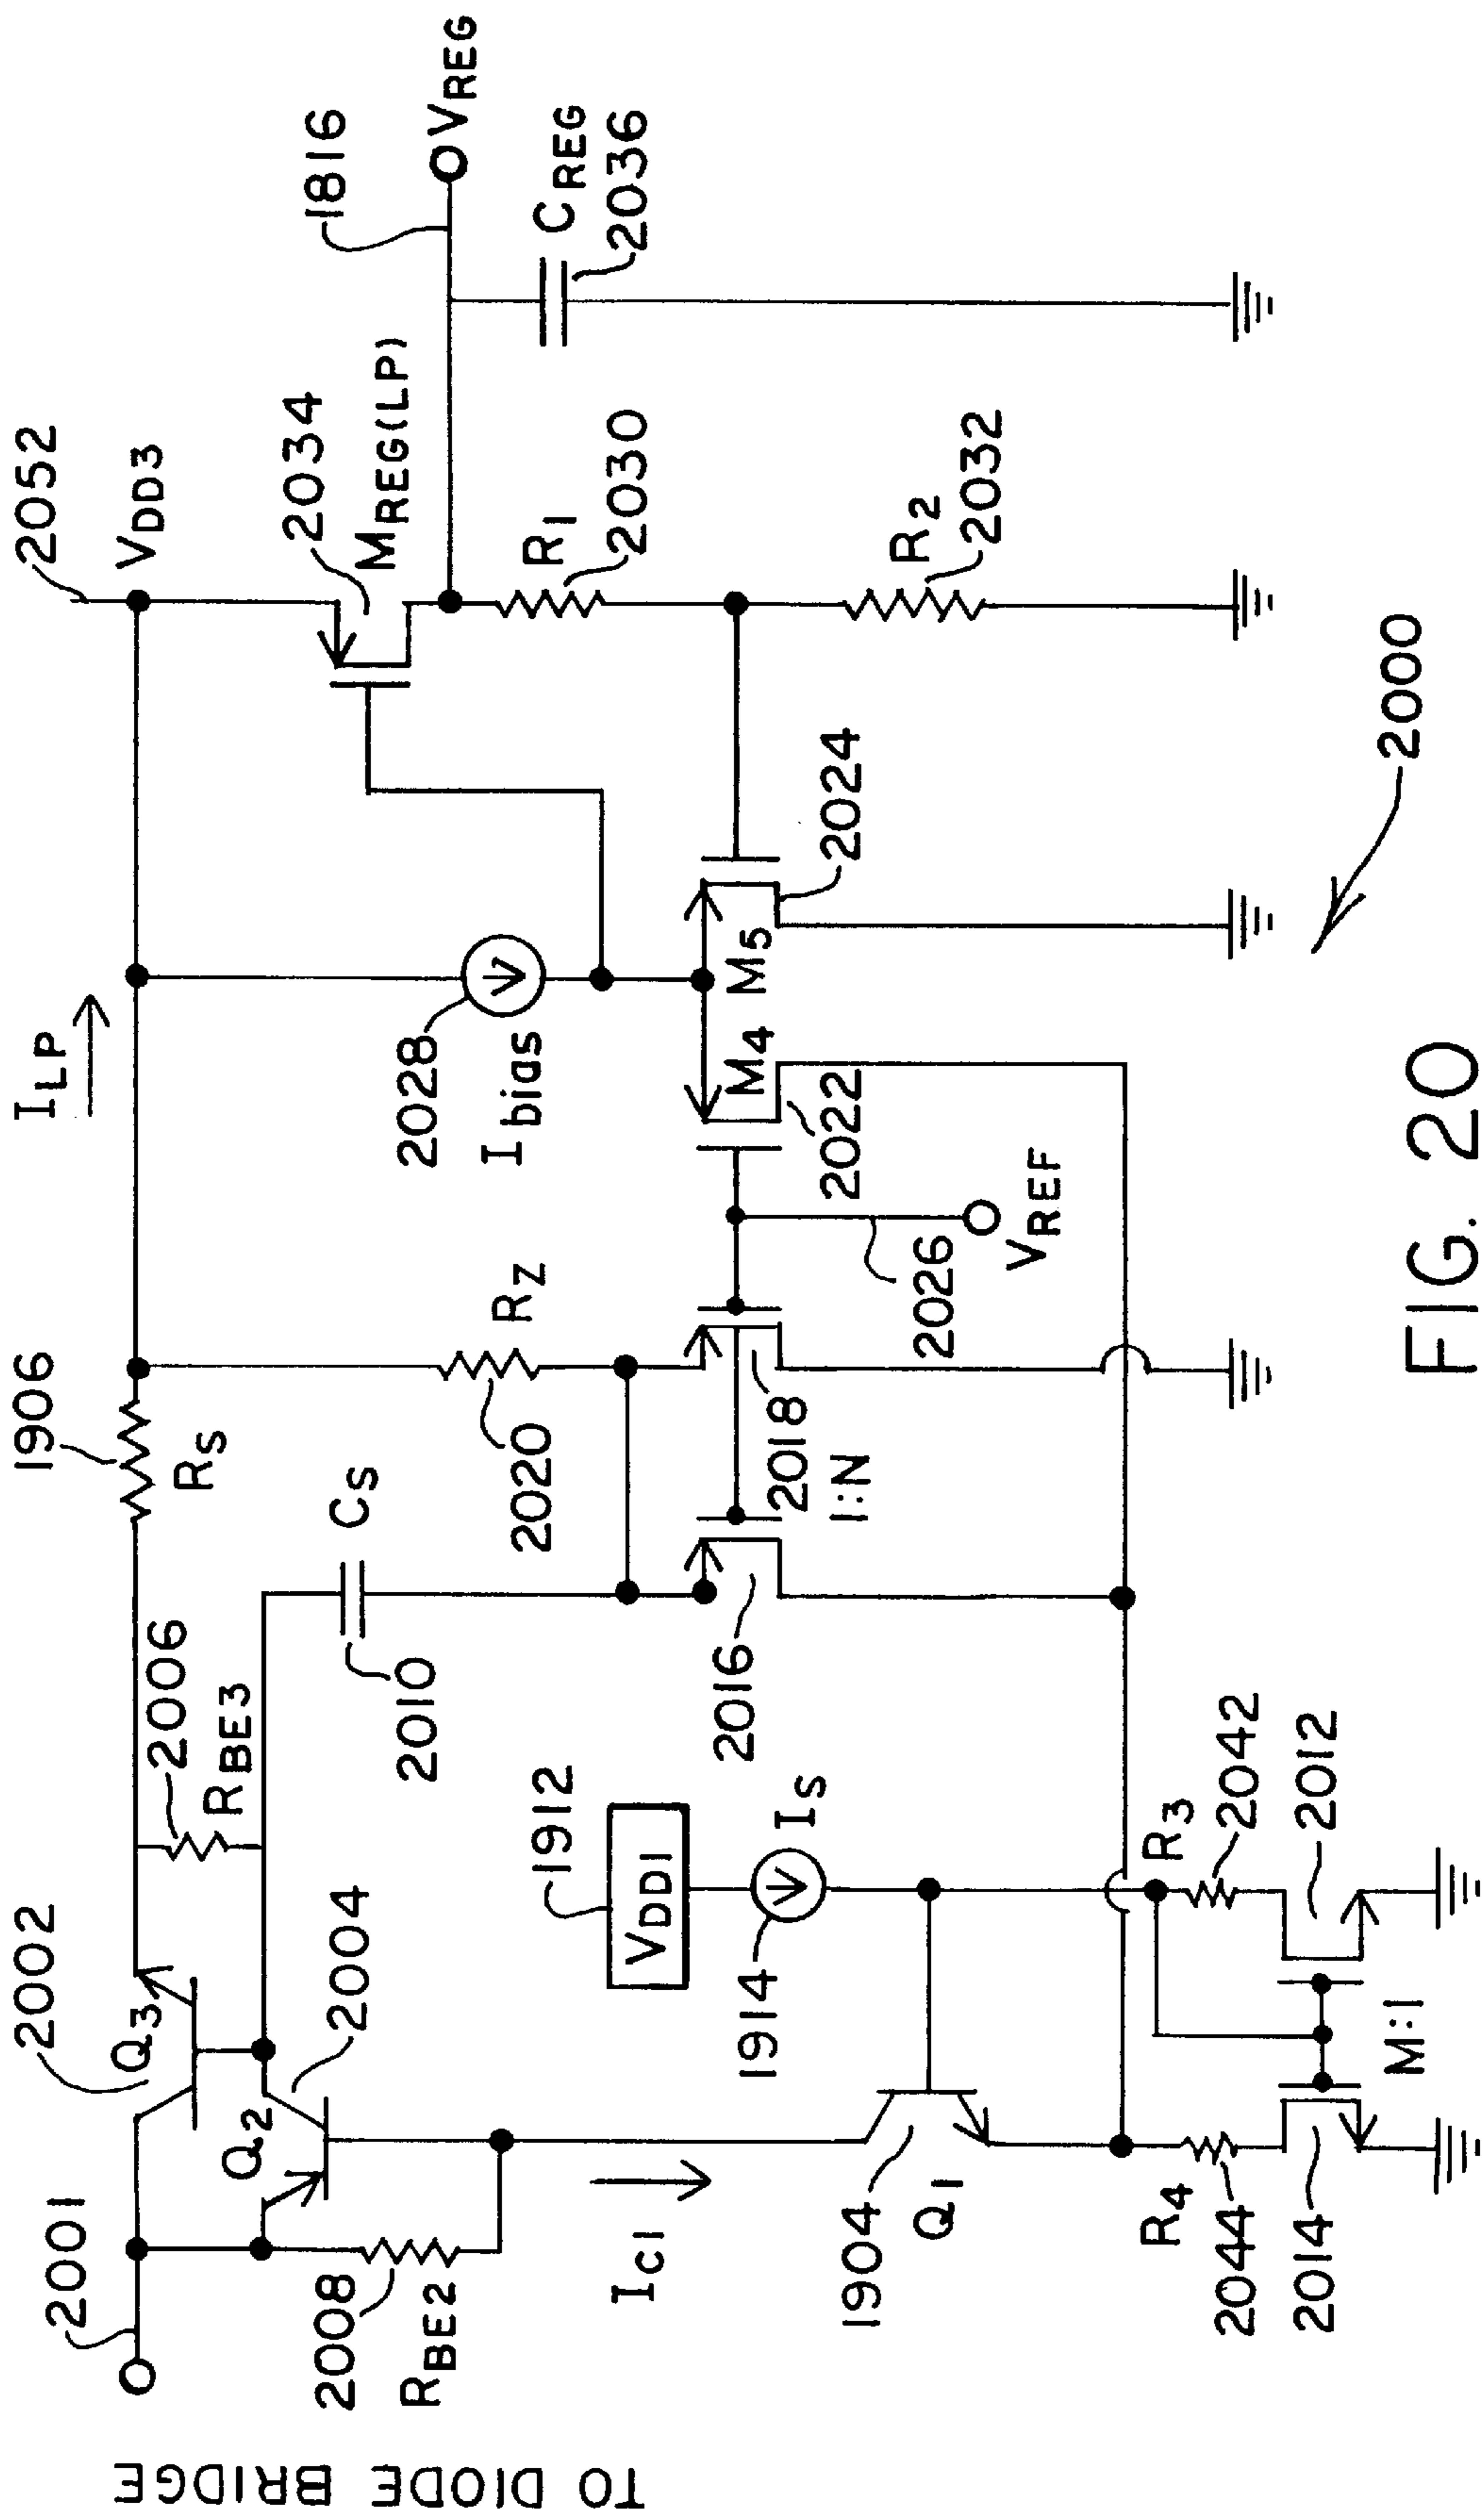 TO DIODE BRIDGE
2001
2002
Q3
2006
RBE3
1906
RS
ILP
2052
VDD3
2008
RBE2
Q2
2004
IC1
2010
CS
2020
RZ
2028
Ibias
2034
MREG(LP)
1816
VREG
CREG
2036
R1
2030
1912
VDD1
1914
IS
2016
2018
1:N
2026
VREF
M4
2022
M5
2024
R2
2032
1904
Q1
R4
2044
2014
M:1
R3
2042
2012
2000
FIG. 20